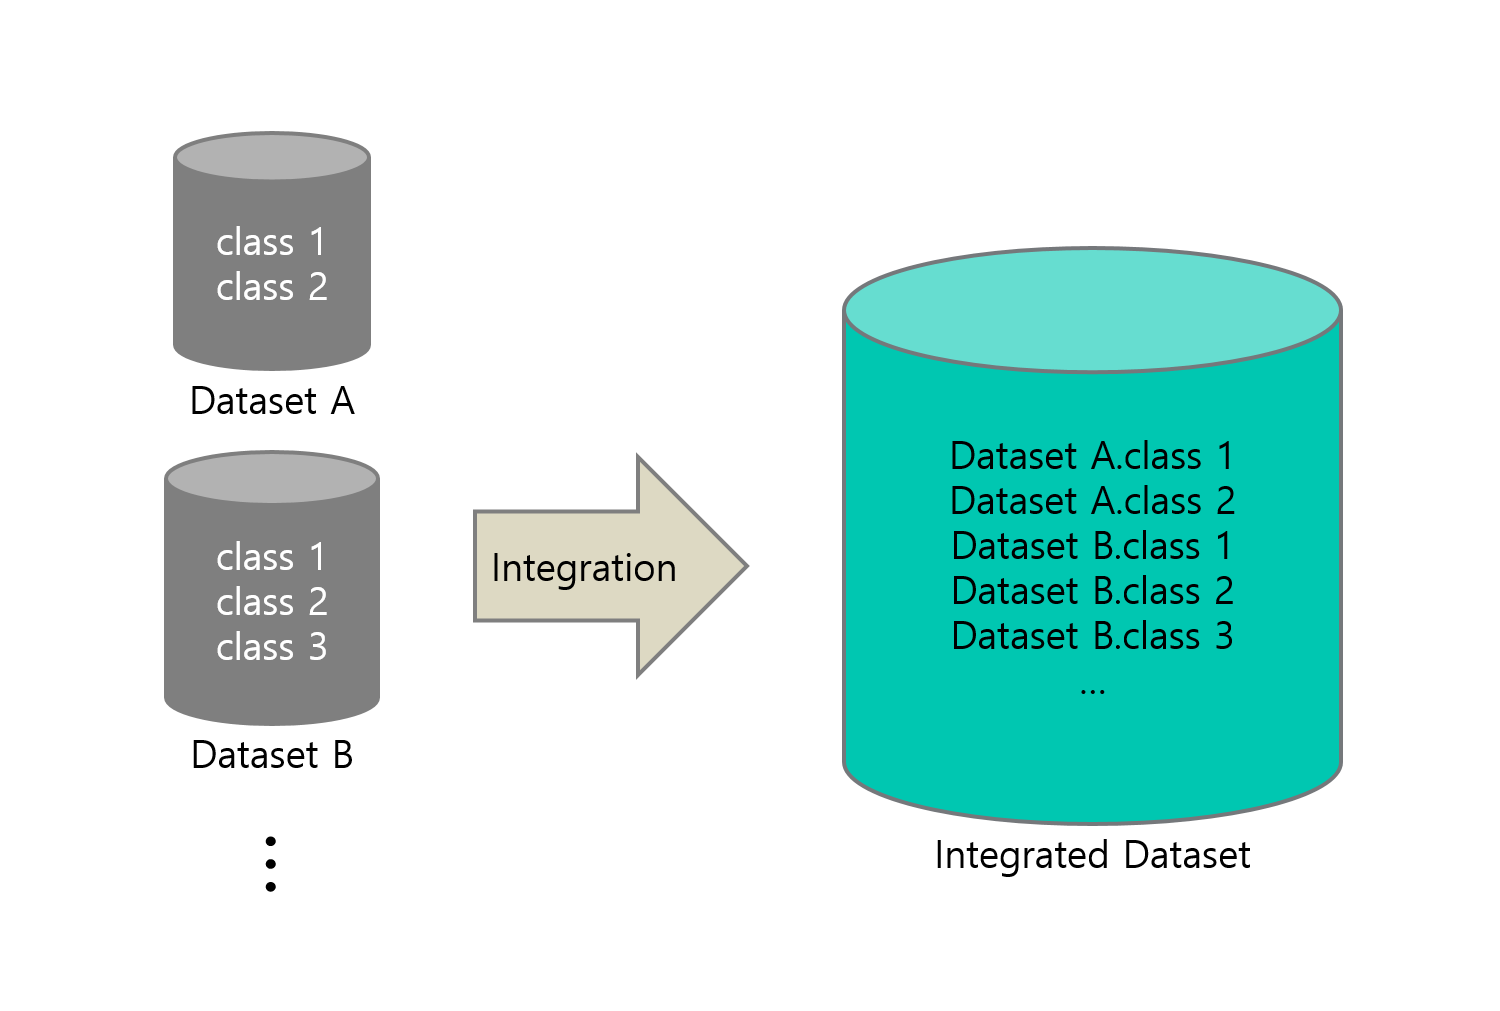 class 1
class 2
Dataset A
class 1
class 2
class 3
Dataset B
Integration
Dataset A.class 1
Dataset A.class 2
Dataset B.class 1
Dataset B.class 2
Dataset B.class 3
...
Integrated Dataset